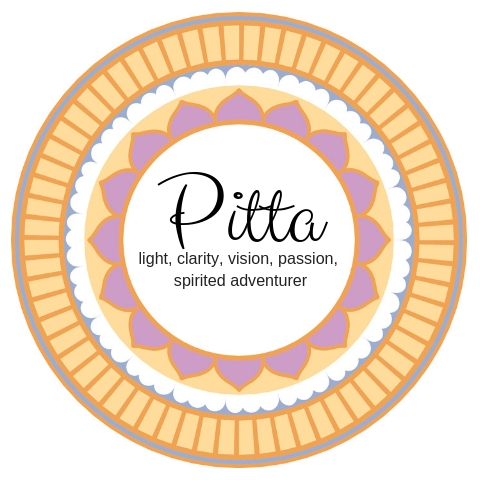 Pitta
light, clarity, vision, passion,
spirited adventurer